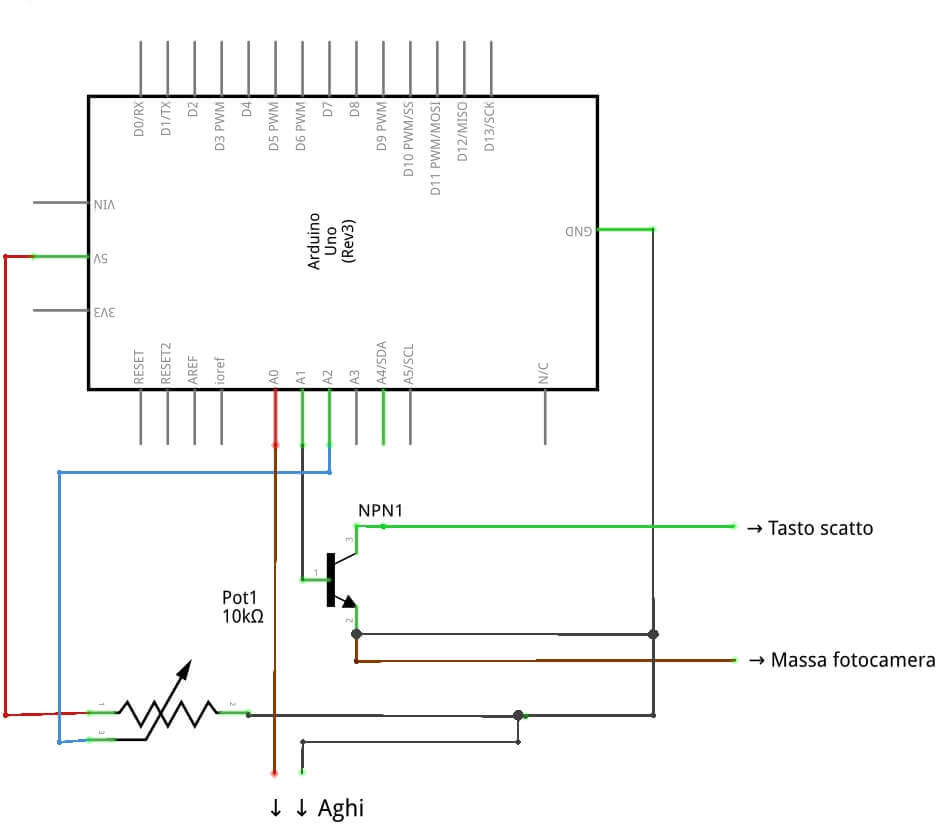 D0/RX
D1/TX
D2
D3 PWM
D4
D5 PWM
D6 PWM
D7
D8
D9 PWM
D10 PWM/SS
D11 PWM/MOSI
D12/MISO
D13/SCK
VIN
5V
3V3
Arduino
Uno
(Rev3)
GND
RESET
RESET2
AREF
ioref
A0
A1
A2
A3
A4/SDA
A5/SCL
N/C
NPN1
3
→ Tasto scatto
1
Pot1
10kΩ
2
→ Massa fotocamera
1
2
3
↓ ↓ Aghi